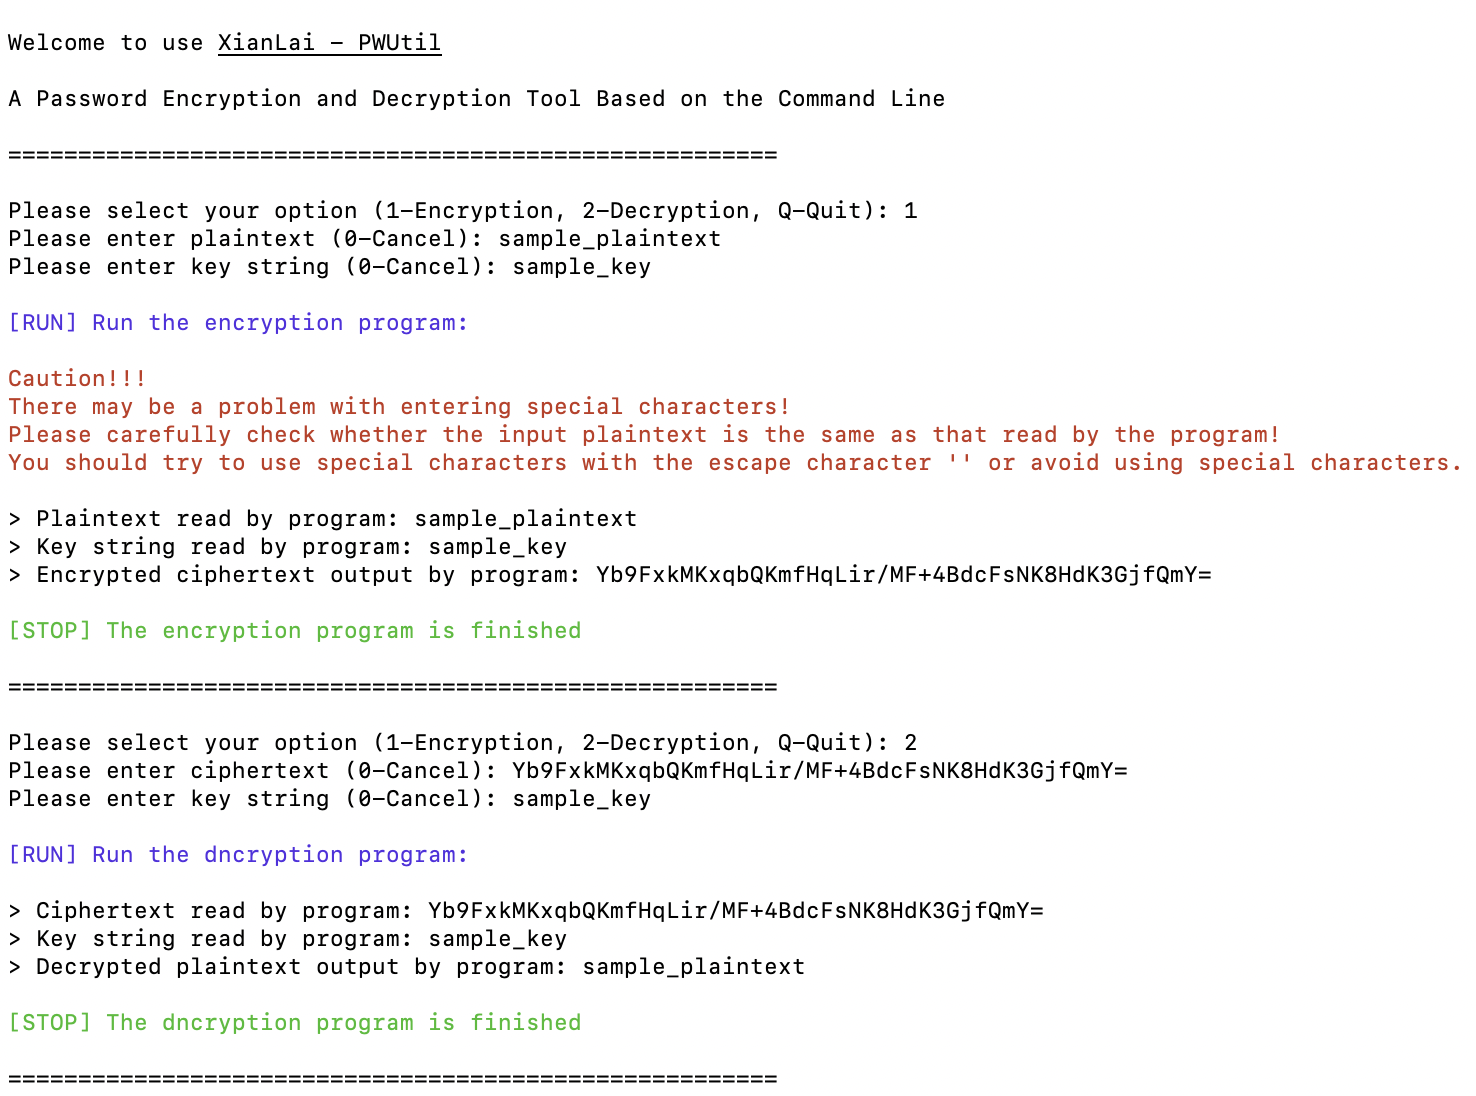 Welcome to use XianLai - PWUtil
A Password Encryption and Decryption Tool Based on the Command Line
=======================================================
Please select your option (1-Encryption, 2-Decryption, Q-Quit): 1
Please enter plaintext (0-Cancel): sample_plaintext
Please enter key string (0-Cancel): sample_key
[RUN] Run the encryption program:
Caution!!!
There may be a problem with entering special characters!
Please carefully check whether the input plaintext is the same as that read by the program!
You should try to use special characters with the escape character '' or avoid using special characters.
> Plaintext read by program: sample_plaintext
> Key string read by program: sample_key
> Encrypted ciphertext output by program: Yb9FxkMKxqbQKmfHqLir/MF+4BdcFsNK8HdK3GjfQmY=
[STOP] The encryption program is finished
=======================================================
Please select your option (1-Encryption, 2-Decryption, Q-Quit): 2
Please enter ciphertext (0-Cancel): Yb9FxkMKxqbQKmfHqLir/MF+4BdcFsNK8HdK3GjfQmY=
Please enter key string (0-Cancel): sample_key
[RUN] Run the dncryption program:
> Ciphertext read by program: Yb9FxkMKxqbQKmfHqLir/MF+4BdcFsNK8HdK3GjfQmY=
> Key string read by program: sample_key
> Decrypted plaintext output by program: sample_plaintext
[STOP] The dncryption program is finished
=======================================================